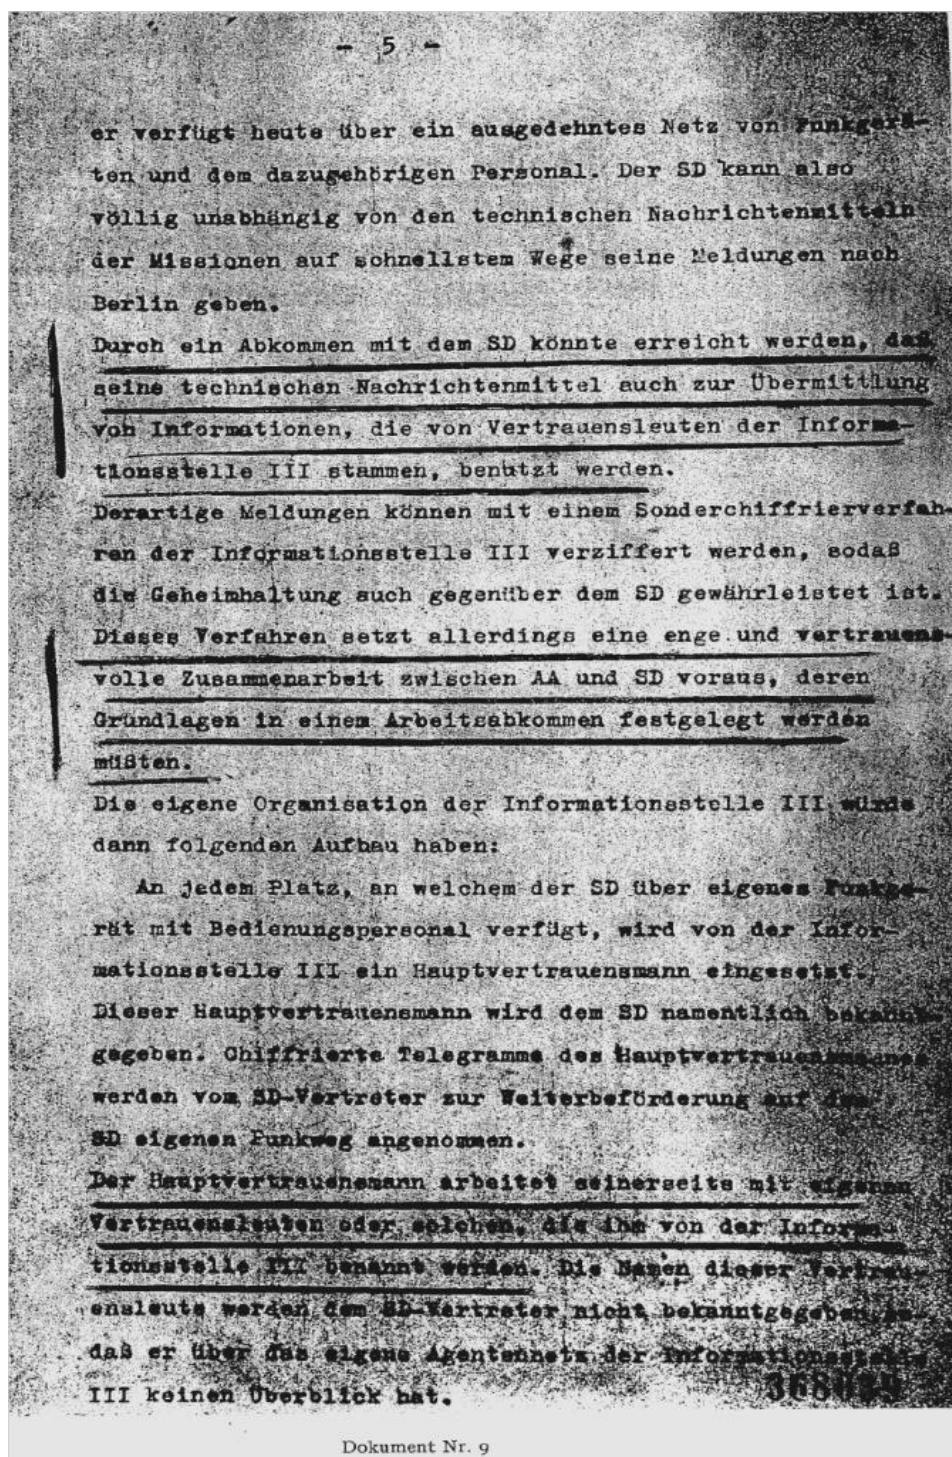 - 5 -
er verfügt heute über ein ausgedehntes Netz von Funkgerä-
ten und dem dazugehörigen Personal. Der SD kann also
völlig unabhängig von den technischen Nachrichtenmitteln
der Missionen auf schnellstem Wege seine Meldungen nach
Berlin geben.
Durch ein Abkommen mit dem SD könnte erreicht werden, daß
seine technischen Nachrichtenmittel auch zur Übermittlung
von Informationen, die von Vertrauensleuten der Informa-
tionsstelle III stammen, benutzt werden.
Derartige Meldungen können mit einem Sonderchiffrierverfah-
ren der Informationsstelle III verziffert werden, sodaß
die Geheimhaltung auch gegenüber dem SD gewährleistet ist.
Dieses Verfahren setzt allerdings eine enge und vertrauens-
volle Zusammenarbeit zwischen AA und SD voraus, deren
Grundlagen in einem Arbeitsabkommen festgelegt werden
müßten.
Die eigene Organisation der Informationsstelle III würde
dann folgenden Aufbau haben:
An jedem Platz, an welchem der SD über eigenes Funkge-
rät mit Bedienungspersonal verfügt, wird von der Infor-
mationsstelle III ein Hauptvertrauensmann eingesetzt.
Dieser Hauptvertrauensmann wird dem SD namentlich bekannt-
gegeben. Chiffrierte Telegramme des Hauptvertrauensmannes
werden vom SD-Vertreter zur Weiterbeförderung auf dem
SD eigenen Funkweg angenommen.
Der Hauptvertrauensmann arbeitet seinerseits mit eigenen
Vertrauensleuten oder solchen, die ihm von der Informa-
tionsstelle III benannt werden. Die Namen dieser Vertrau-
ensleute werden dem SD-Vertreter nicht bekanntgegeben, so-
daß er über das eigene Agentennetz der Informationsstelle
III keinen Überblick hat.
368039
Dokument Nr. 9